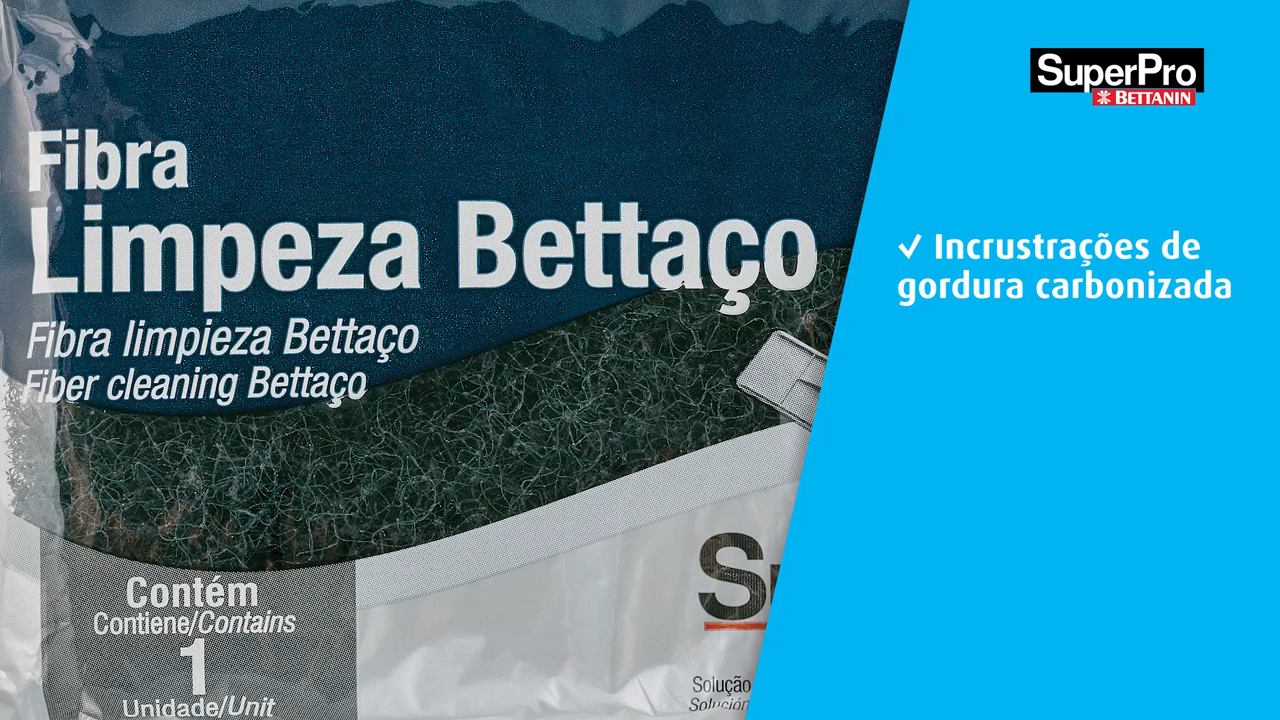 Fibra
Limpeza Bettaço
Fibra limpieza Bettaço
Fiber cleaning Bettaço
Contém
Contiene/Contains
1
Unidade/Unit
Solução
Solución
SuperPro
BETTANIN
✓ Incrustrações de
gordura carbonizada